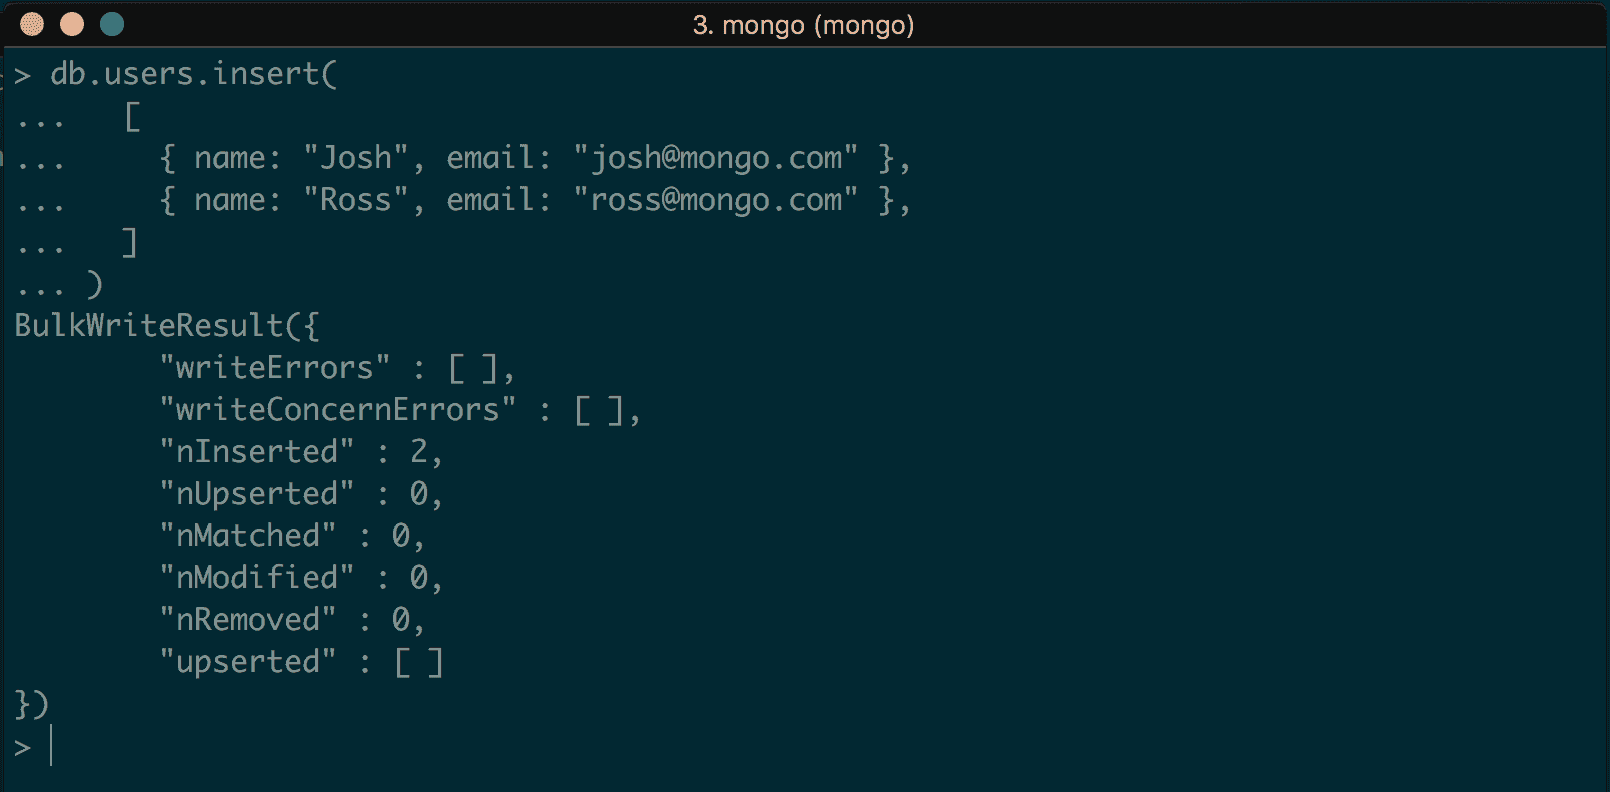 3. mongo (mongo)
> db.users.insert(
...   [
...     { name: "Josh", email: "josh@mongo.com" },
...     { name: "Ross", email: "ross@mongo.com" },
...   ]
... )
BulkWriteResult({
        "writeErrors" : [ ],
        "writeConcernErrors" : [ ],
        "nInserted" : 2,
        "nUpserted" : 0,
        "nMatched" : 0,
        "nModified" : 0,
        "nRemoved" : 0,
        "upserted" : [ ]
})
>